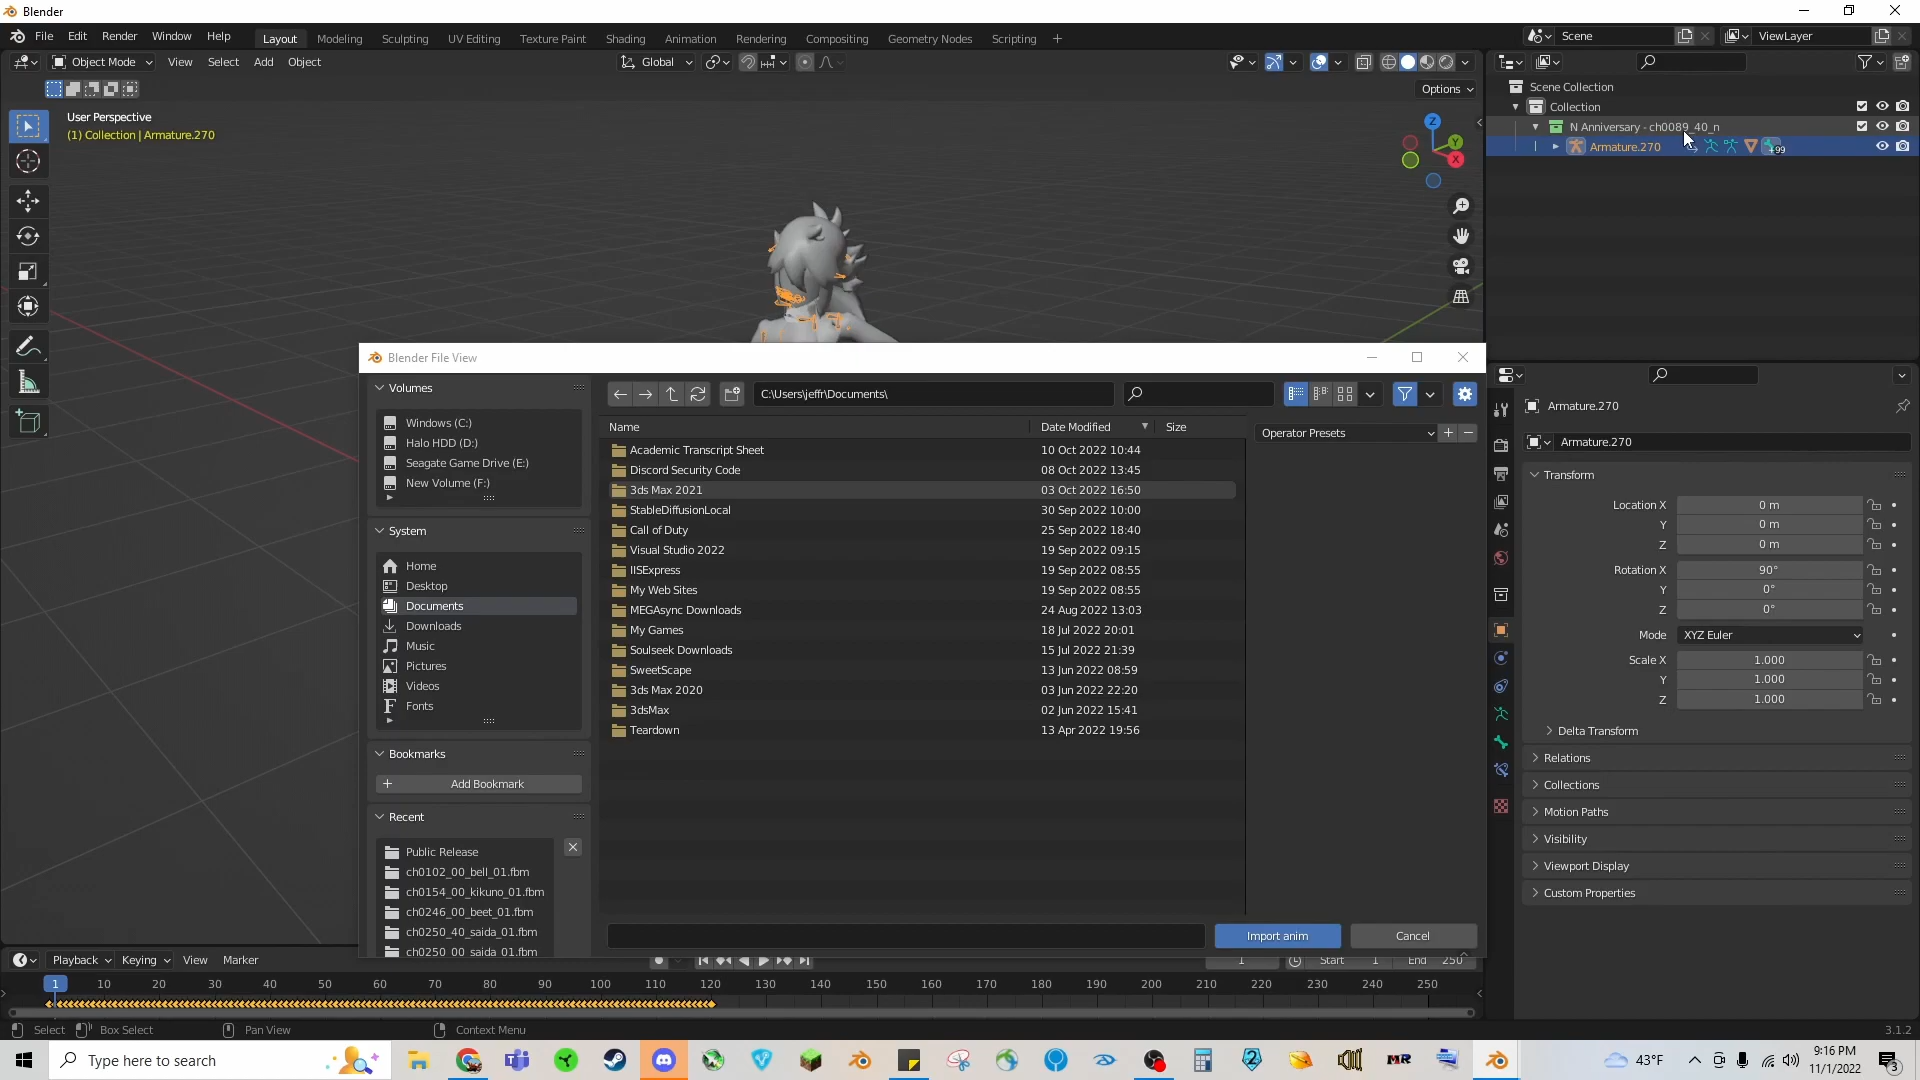 Blender
File Edit Render Window Help Layout Modeling Sculpting UV Editing Texture Paint Shading Animation Rendering Compositing Geometry Nodes Scripting + Scene ViewLayer
Object Mode View Select Add Object Global
Options
User Perspective
(1) Collection | Armature.270
Z
Y
X
Scene Collection
Collection
N Anniversary - ch0089_40_n
Armature.270 +99
Blender File View
Volumes
Windows (C:)
Halo HDD (D:)
Seagate Game Drive (E:)
New Volume (F:)
System
Home
Desktop
Documents
Downloads
Music
Pictures
Videos
Fonts
Bookmarks
Add Bookmark
Recent
Public Release
ch0102_00_bell_01.fbm
ch0154_00_kikuno_01.fbm
ch0246_00_beet_01.fbm
ch0250_40_saida_01.fbm
ch0250_00_saida_01.fbm
C:\Users\jeffr\Documents\
Name Date Modified Size
Academic Transcript Sheet 10 Oct 2022 10:44
Discord Security Code 08 Oct 2022 13:45
3ds Max 2021 03 Oct 2022 16:50
StableDiffusionLocal 30 Sep 2022 10:00
Call of Duty 25 Sep 2022 18:40
Visual Studio 2022 19 Sep 2022 09:15
IISExpress 19 Sep 2022 08:55
My Web Sites 19 Sep 2022 08:55
MEGAsync Downloads 24 Aug 2022 13:03
My Games 18 Jul 2022 20:01
Soulseek Downloads 15 Jul 2022 21:39
SweetScape 13 Jun 2022 08:59
3ds Max 2020 03 Jun 2022 22:20
3dsMax 02 Jun 2022 15:41
Teardown 13 Apr 2022 19:56
Operator Presets
Import anim Cancel
Armature.270
Armature.270
Transform
Location X 0 m
Y 0 m
Z 0 m
Rotation X 90°
Y 0°
Z 0°
Mode XYZ Euler
Scale X 1.000
Y 1.000
Z 1.000
Delta Transform
Relations
Collections
Motion Paths
Visibility
Viewport Display
Custom Properties
Playback Keying View Marker 1 Start 1 End 250
1 10 20 30 40 50 60 70 80 90 100 110 120 130 140 150 160 170 180 190 200 210 220 230 240 250
Select Box Select Pan View Context Menu 3.1.2
Type here to search MR 43°F 9:16 PM
11/1/2022 3